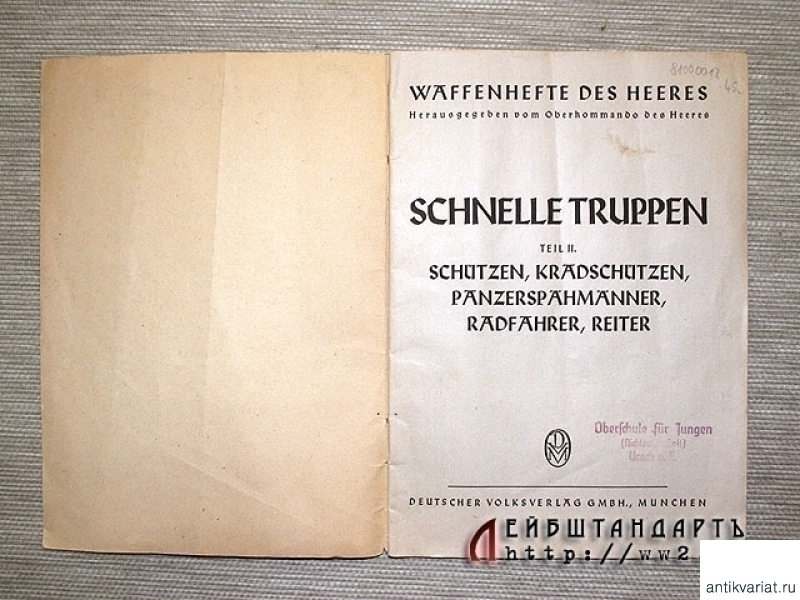 81000012
45.-
WAFFENHEFTE DES HEERES
Herausgegeben vom Oberkommando des Heeres
SCHNELLE TRUPPEN
TEIL II.
SCHÜTZEN, KRADSCHÜTZEN,
PANZERSPÄHMÄNNER,
RADFAHRER, REITER
DVM
Oberschule für Jungen
DEUTSCHER VOLKSVERLAG GMBH., MÜNCHEN
ЛЕЙБШТАНДАРТЪ
http://ww2
antikvariat.ru